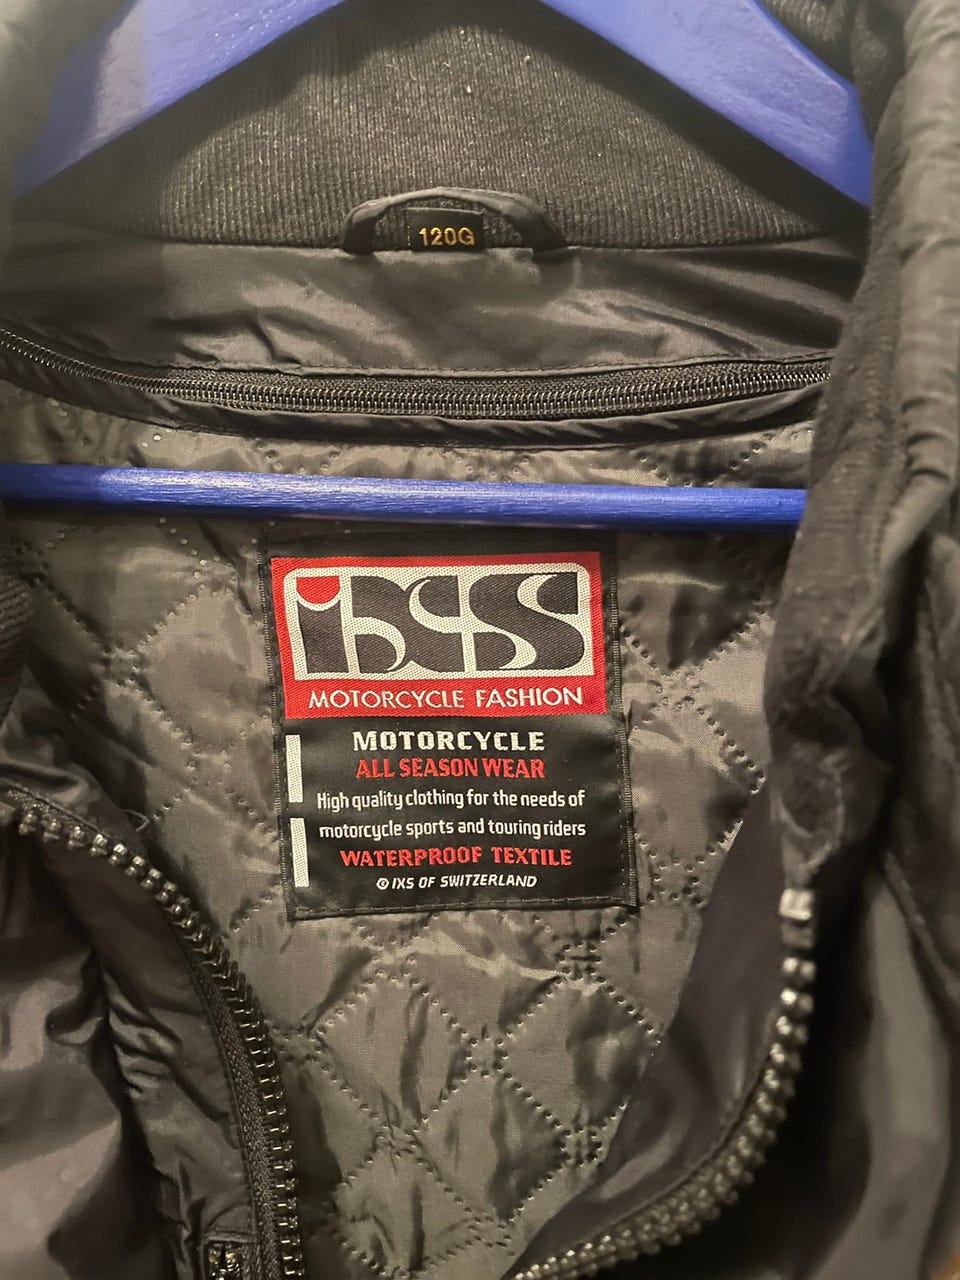 120G
iXS
MOTORCYCLE FASHION
MOTORCYCLE
ALL SEASON WEAR
High quality clothing for the needs of
motorcycle sports and touring riders
WATERPROOF TEXTILE
© IXS OF SWITZERLAND